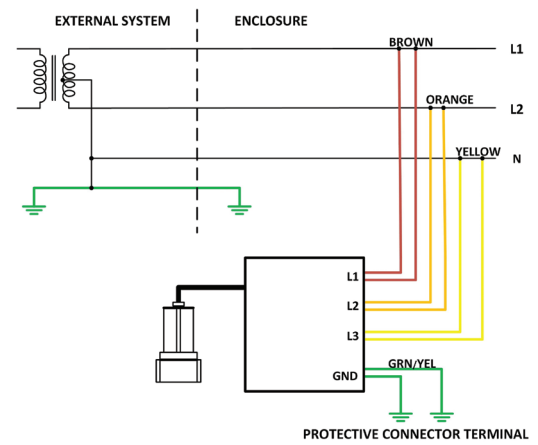 EXTERNAL SYSTEM
ENCLOSURE
BROWN
L1
ORANGE
L2
YELLOW
N
L1
L2
L3
GRN/YEL
GND
PROTECTIVE CONNECTOR TERMINAL